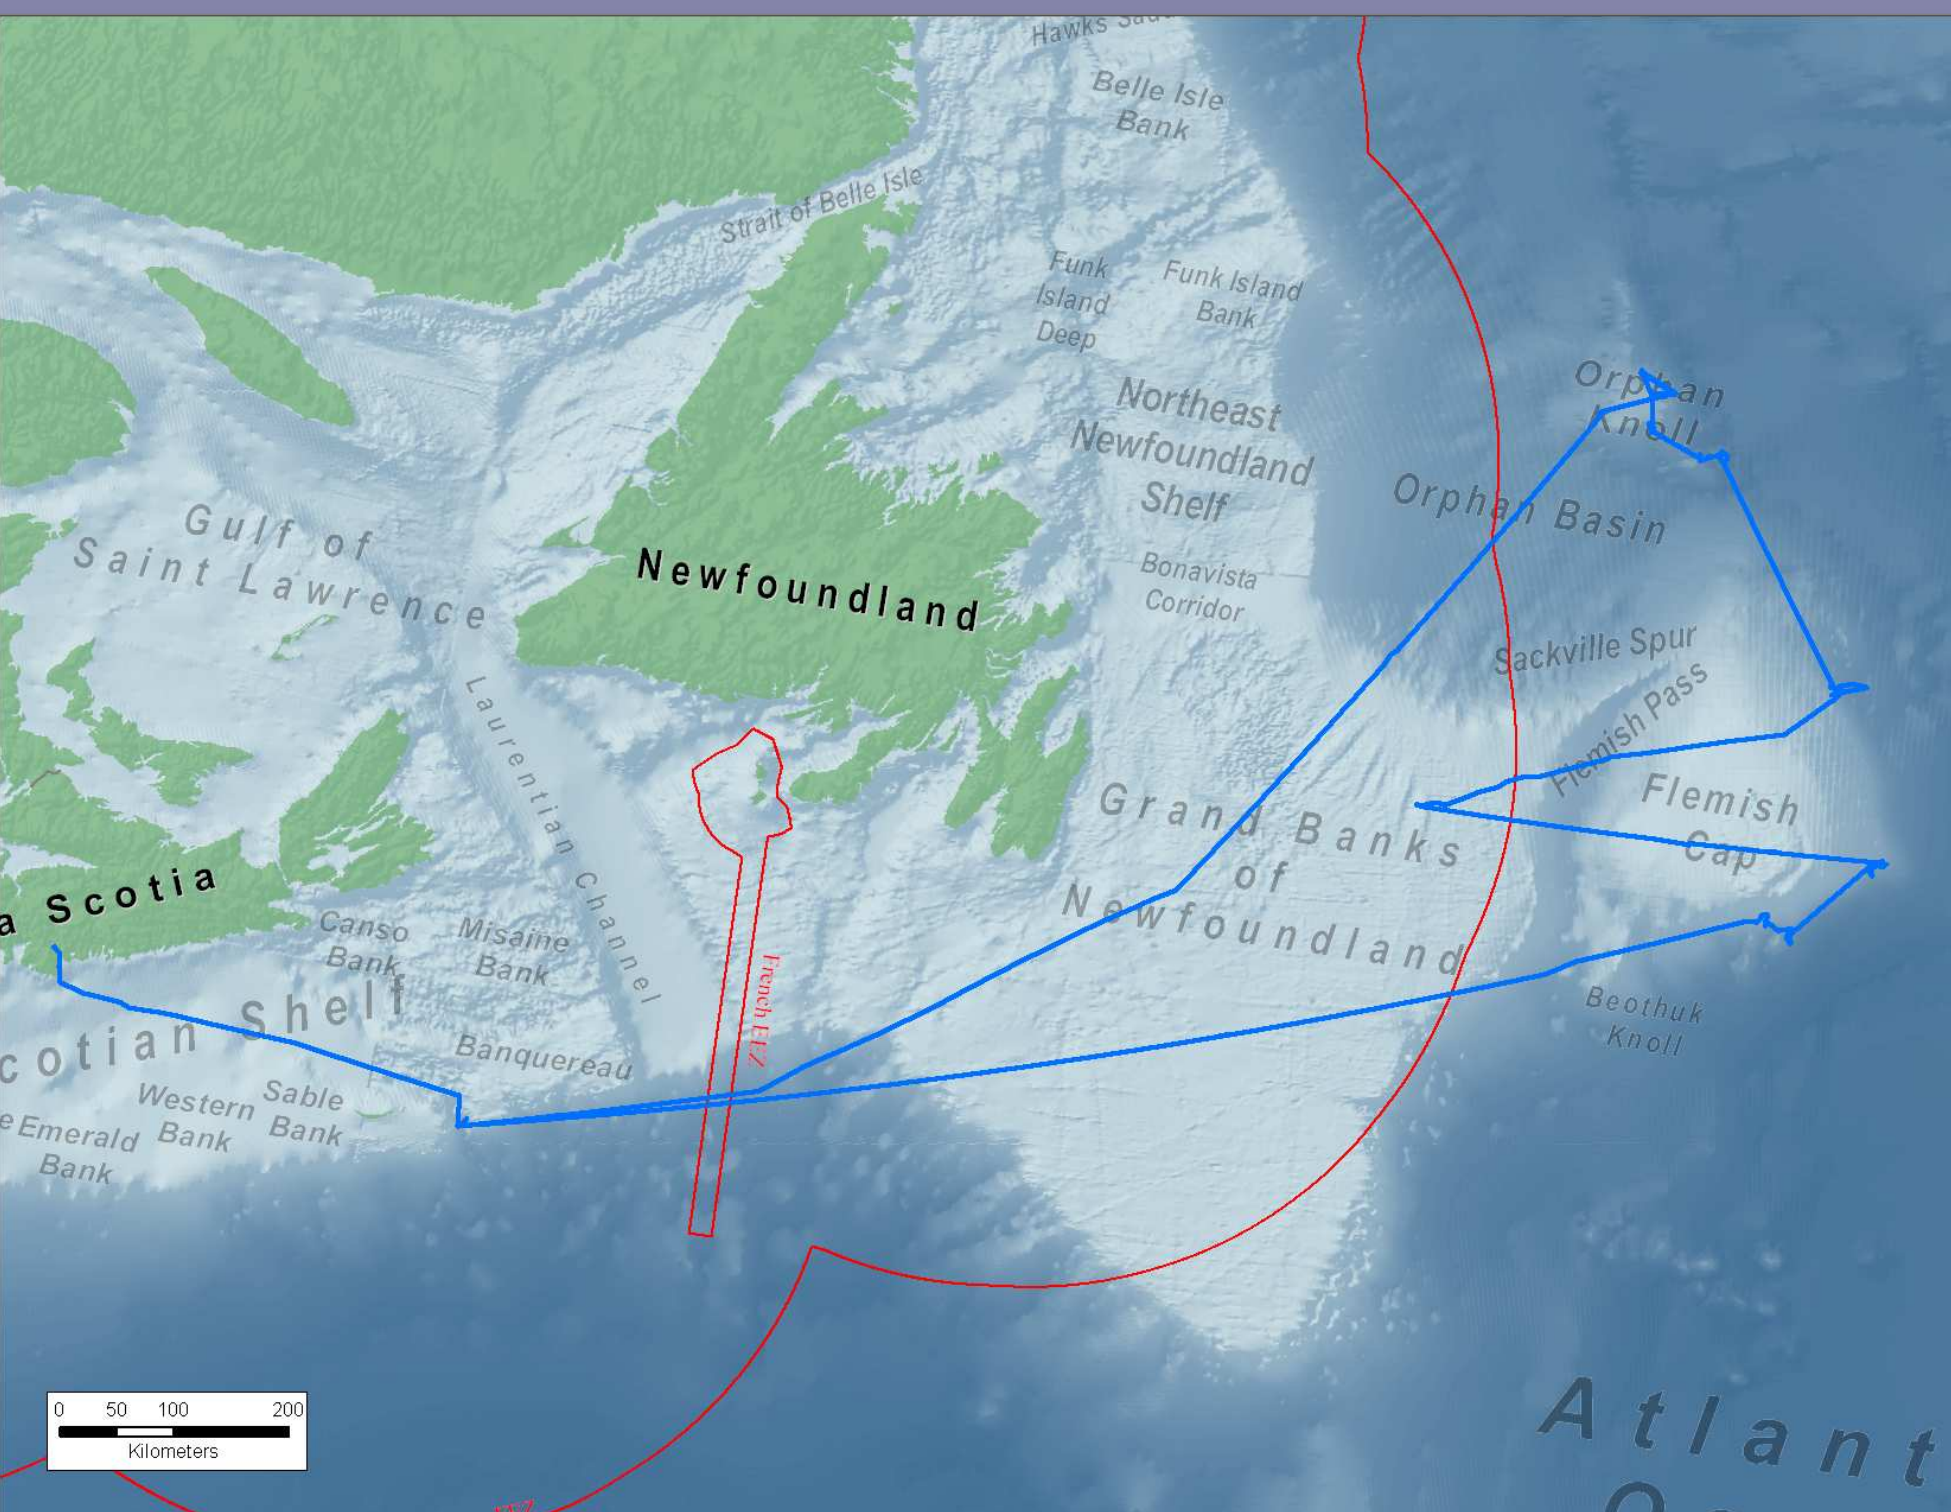 Hawks
Belle Isle
Bank
Strait of Belle Isle
Funk
Island
Deep
Funk Island
Bank
Orphan
Knoll
Northeast
Newfoundland
Shelf
Orphan Basin
Gulf of
Saint Lawrence
Newfoundland
Bonavista
Corridor
Sackville Spur
Flemish Pass
Laurentian Channel
Flemish
Cap
Grand Banks
of
Newfoundland
a Scotia
Canso
Bank
Misaine
Bank
French EEZ
cotian Shelf
Banquereau
Beothuk
Knoll
Sable
Bank
Western
Bank
e Emerald
Bank
0 50 100 200
Kilometers
Atlant